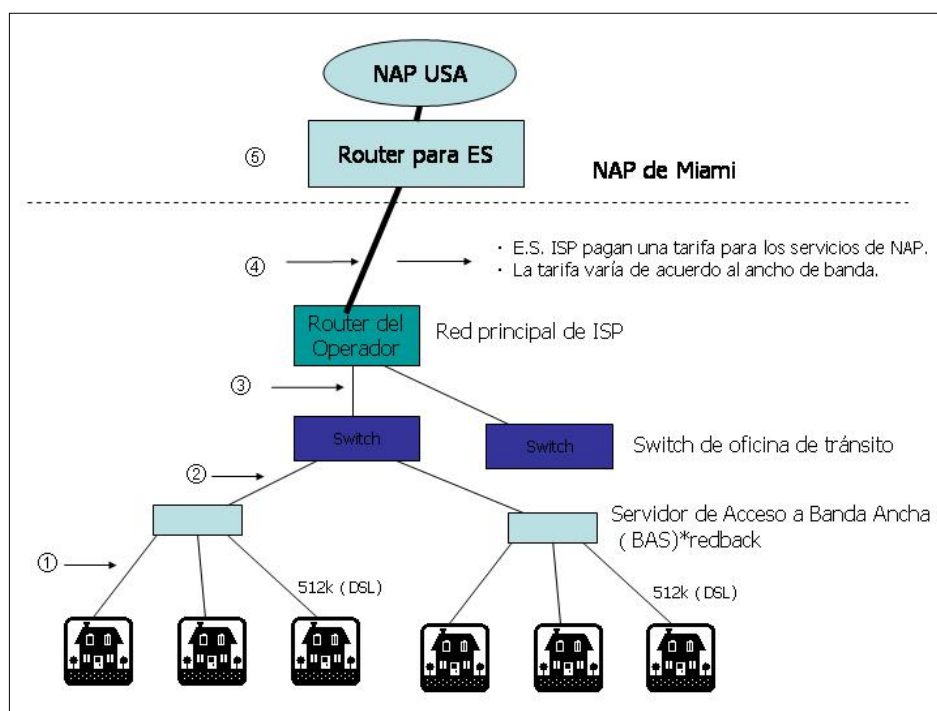 NAP USA
⑤
Router para ES
NAP de Miami
④
· E.S. ISP pagan una tarifa para los servicios de NAP.
· La tarifa varía de acuerdo al ancho de banda.
Router del
Operador
Red principal de ISP
③
Switch
Switch
Switch de oficina de tránsito
②
Servidor de Acceso a Banda Ancha
( BAS)*redback
①
512k ( DSL)
512k ( DSL)